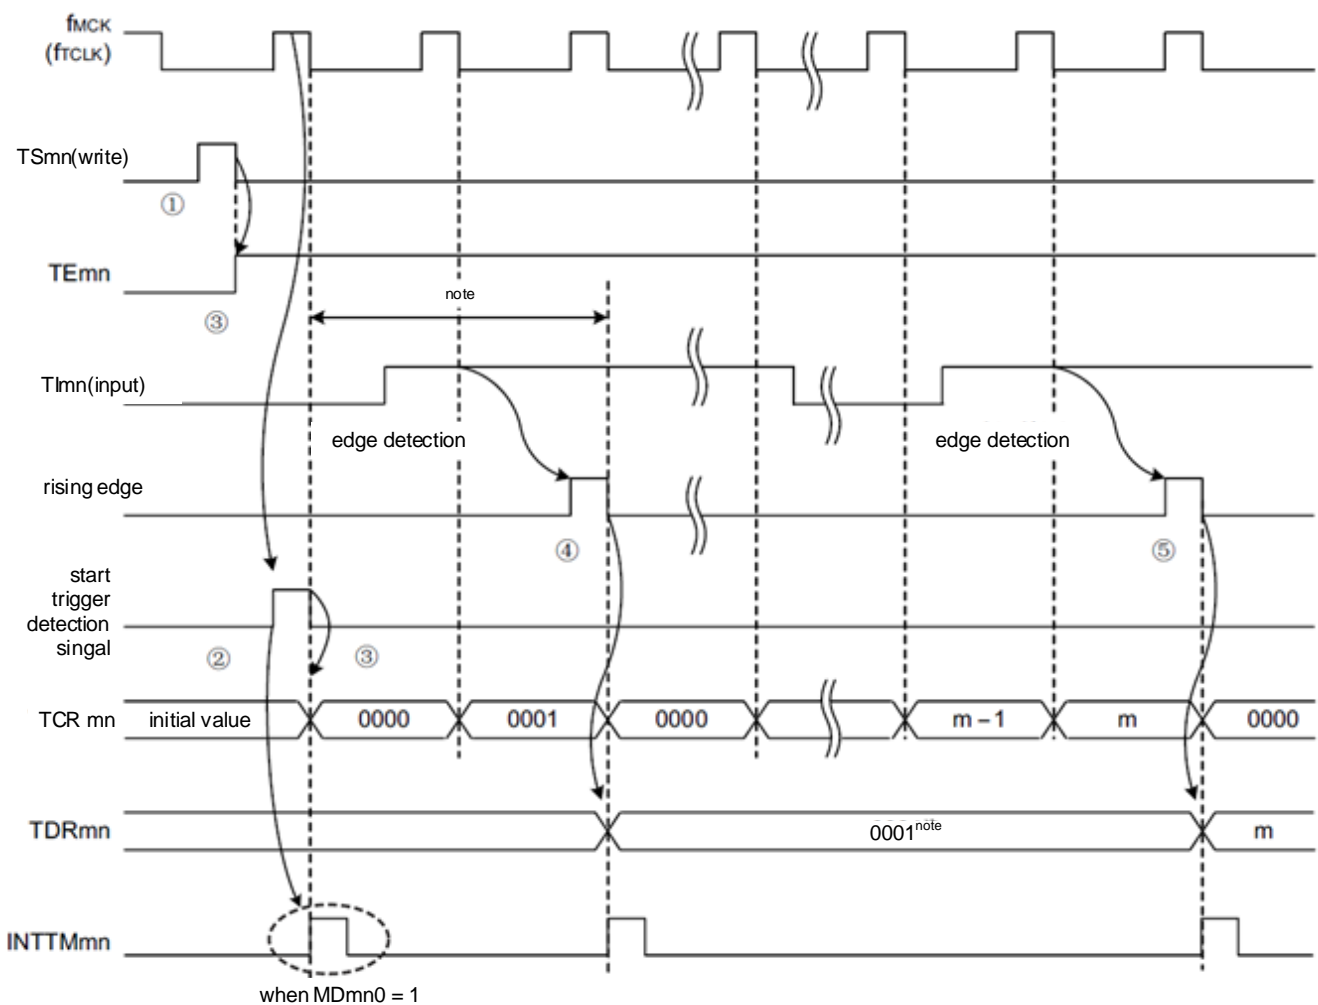 fMCK
(fTCLK)
TSmn(write)
①
TEmn
note
③
TImn(input)
edge detection
edge detection
rising edge
④
⑤
start
trigger
detection
singal
②
③
TCR mn
initial value
0000
0001
0000
m – 1
m
0000
TDRmn
0001note
m
INTTMmn
when MDmn0 = 1